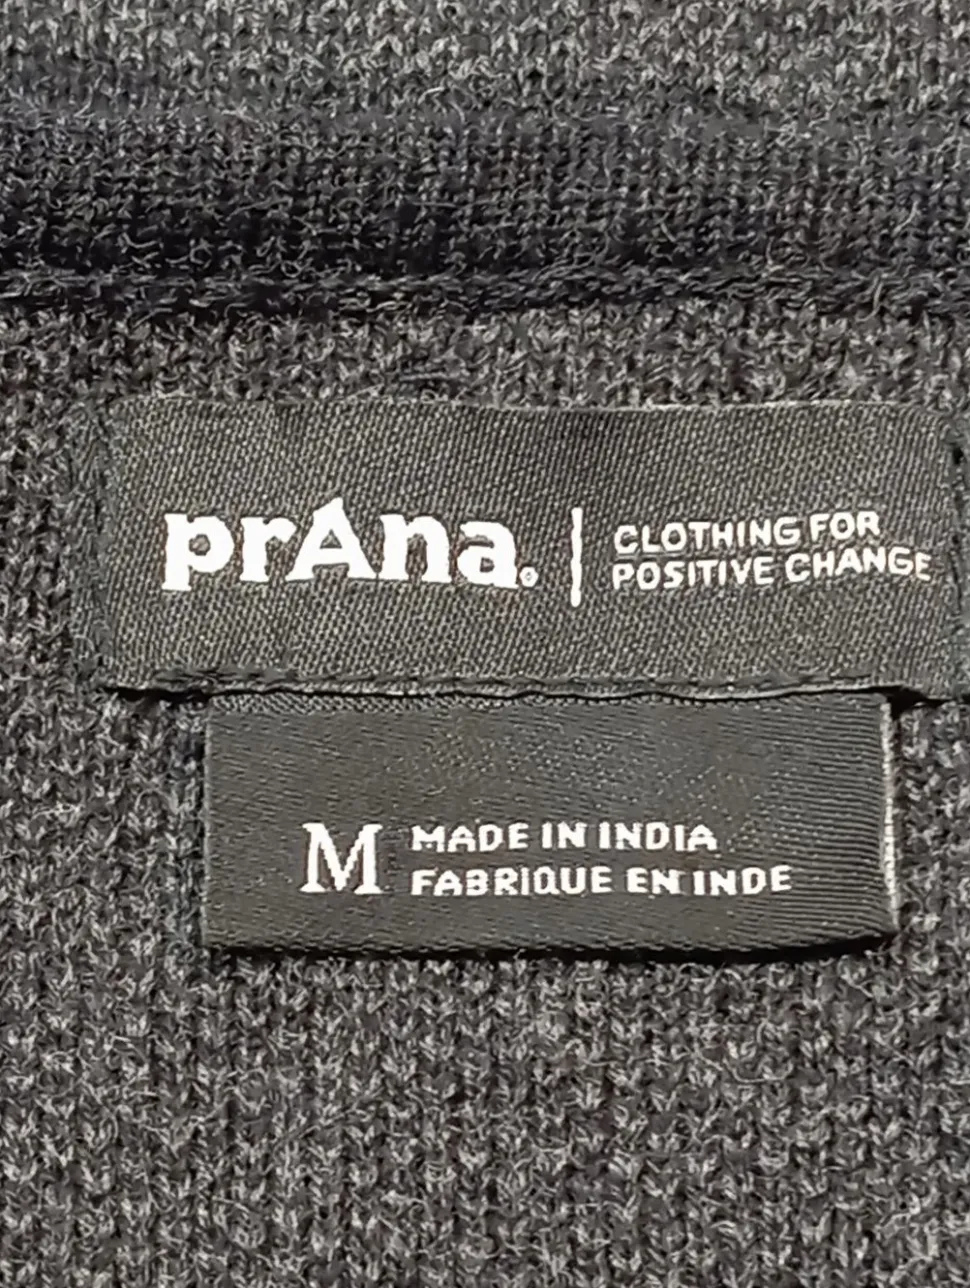 prAna. | CLOTHING FOR
POSITIVE CHANGE
M MADE IN INDIA
FABRIQUE EN INDE